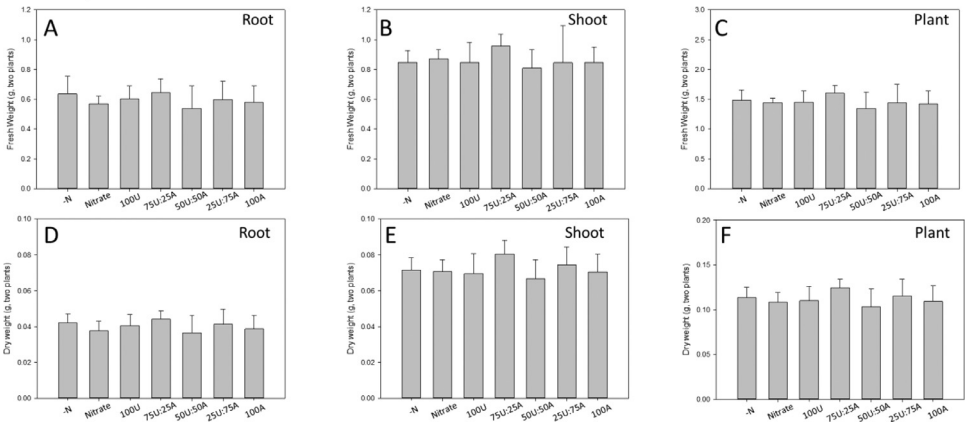 A Root
Fresh Weight (g, two plants)
1.2
1.0
0.8
0.6
0.4
0.2
0.0
-N Nitrate 100U 75U:25A 50U:50A 25U:75A 100A
B Shoot
Fresh Weight (g, two plants)
1.2
1.0
0.8
0.6
0.4
0.2
0.0
-N Nitrate 100U 75U:25A 50U:50A 25U:75A 100A
C Plant
Fresh Weight (g, two plants)
3.0
2.5
2.0
1.5
1.0
0.5
0.0
-N Nitrate 100U 75U:25A 50U:50A 25U:75A 100A
D Root
Dry weight (g, two plants)
0.10
0.08
0.06
0.04
0.02
0.00
-N Nitrate 100U 75U:25A 50U:50A 25U:75A 100A
E Shoot
Dry weight (g, two plants)
0.10
0.08
0.06
0.04
0.02
0.00
-N Nitrate 100U 75U:25A 50U:50A 25U:75A 100A
F Plant
Dry weight (g, two plants)
0.20
0.15
0.10
0.05
0.00
-N Nitrate 100U 75U:25A 50U:50A 25U:75A 100A